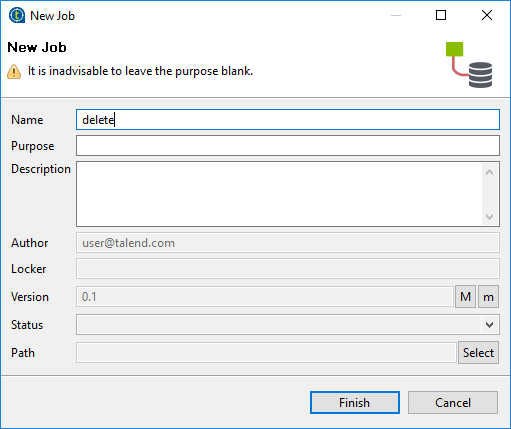 New Job
New Job
It is inadvisable to leave the purpose blank.
Name delete
Purpose
Description
Author user@talend.com
Locker
Version 0.1 M m
Status
Path Select
Finish Cancel